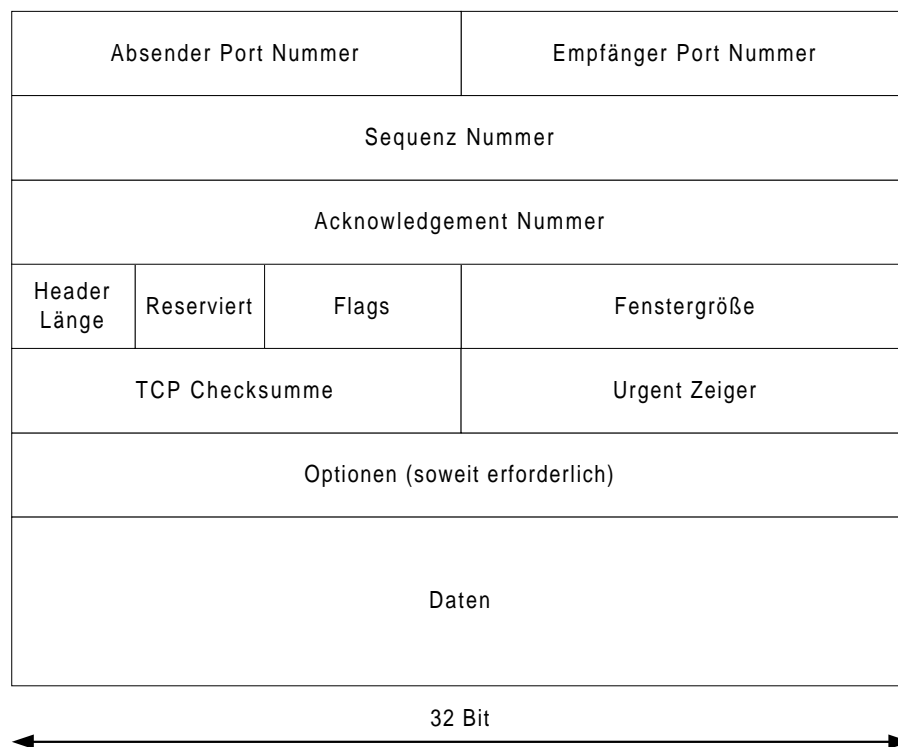 Absender Port Nummer
Empfänger Port Nummer
Sequenz Nummer
Acknowledgement Nummer
Header
Länge
Reserviert
Flags
Fenstergröße
TCP Checksumme
Urgent Zeiger
Optionen (soweit erforderlich)
Daten
32 Bit